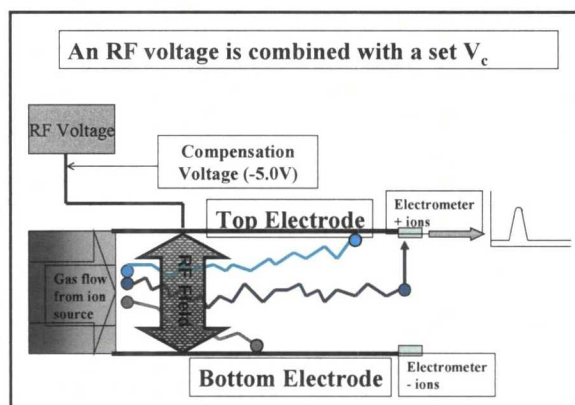 An RF voltage is combined with a set Vc
RF Voltage
Compensation
Voltage (-5.0V)
Electrometer
+ ions
Top Electrode
Gas flow
from ion
source
RF Field
Bottom Electrode
Electrometer
- ions